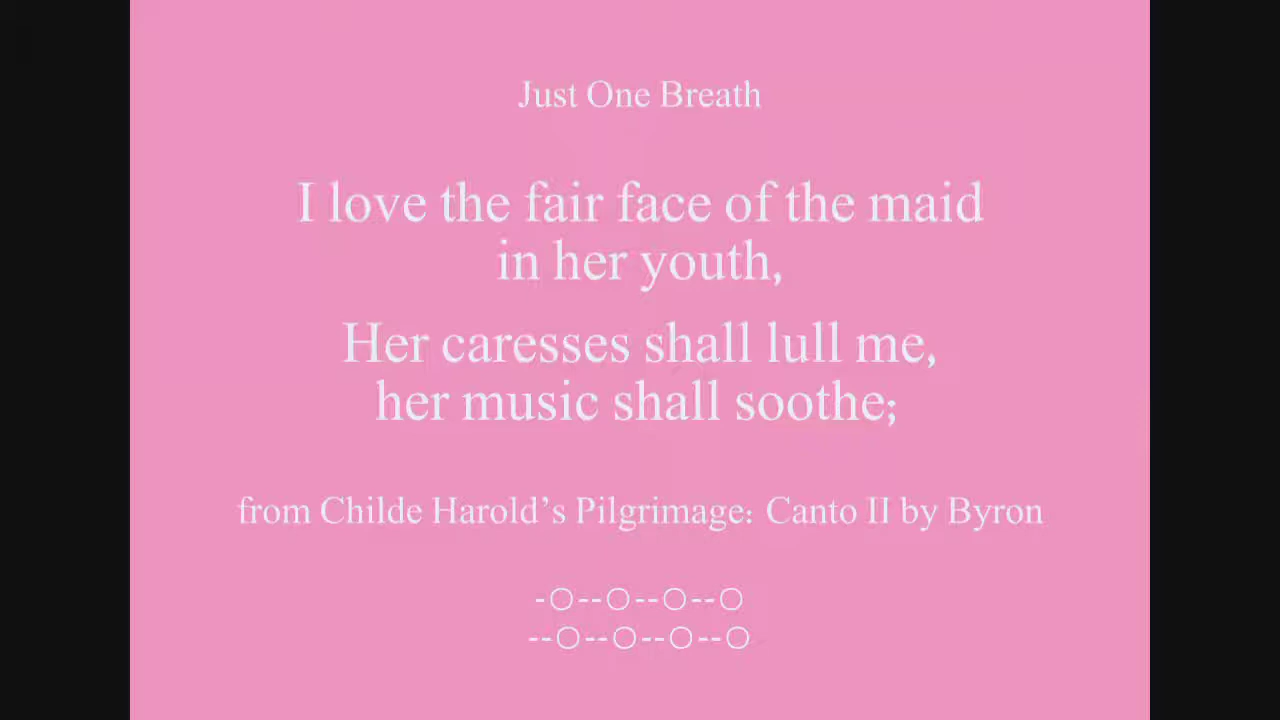 Just One Breath
I love the fair face of the maid
in her youth,
Her caresses shall lull me,
her music shall soothe;
from Childe Harold’s Pilgrimage: Canto II by Byron
-○--○--○--○
--○--○--○--○